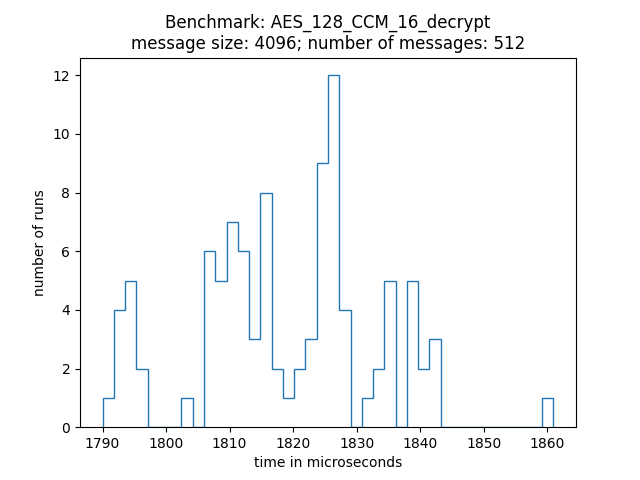 Benchmark: AES_128_CCM_16_decrypt
message size: 4096; number of messages: 512
12
10
8
6
4
2
0
number of runs
1790 1800 1810 1820 1830 1840 1850 1860
time in microseconds